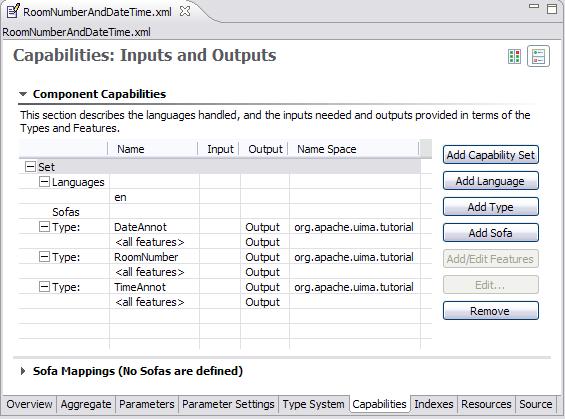 RoomNumberAndDateTime.xml
RoomNumberAndDateTime.xml
Capabilities: Inputs and Outputs
Component Capabilities
This section describes the languages handled, and the inputs needed and outputs provided in terms of the
Types and Features.
Name Input Output Name Space
Set
Languages
en
Sofas
Type: DateAnnot Output org.apache.uima.tutorial
<all features> Output
Type: RoomNumber Output org.apache.uima.tutorial
<all features> Output
Type: TimeAnnot Output org.apache.uima.tutorial
<all features> Output
Add Capability Set
Add Language
Add Type
Add Sofa
Add/Edit Features
Edit...
Remove
Sofa Mappings (No Sofas are defined)
Overview Aggregate Parameters Parameter Settings Type System Capabilities Indexes Resources Source